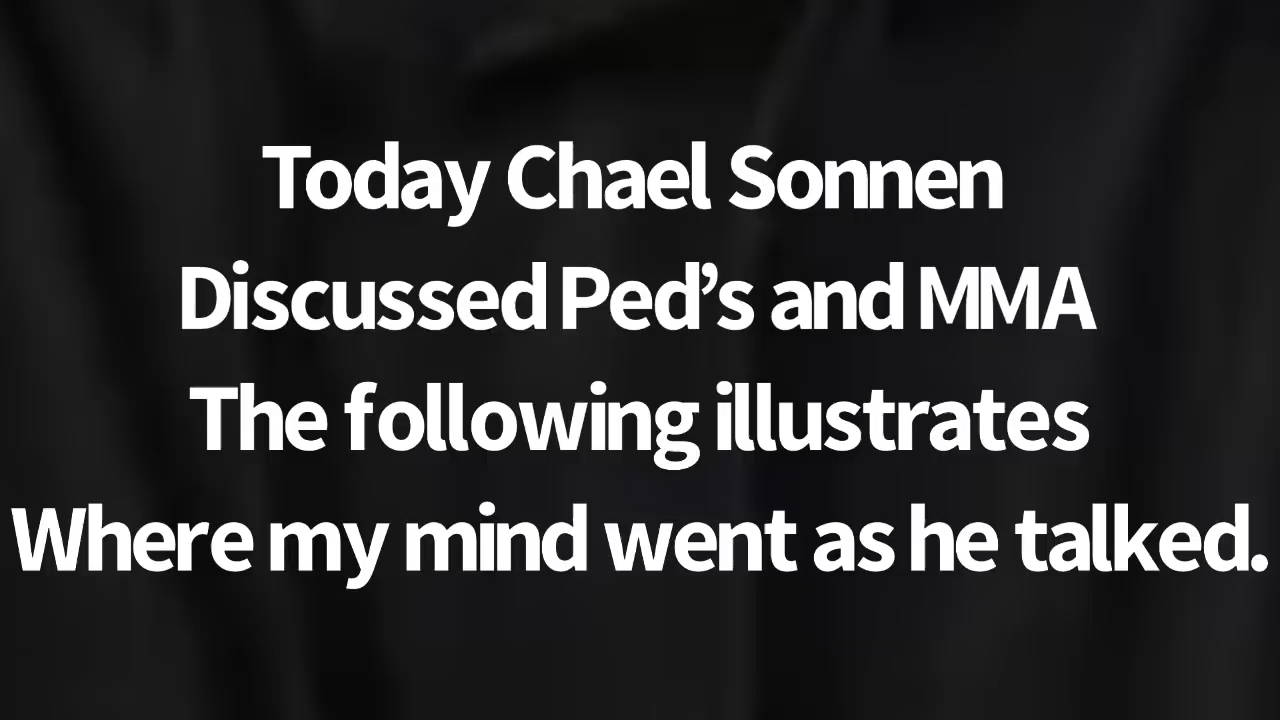 Today Chael Sonnen
Discussed Ped’s and MMA
The following illustrates
Where my mind went as he talked.